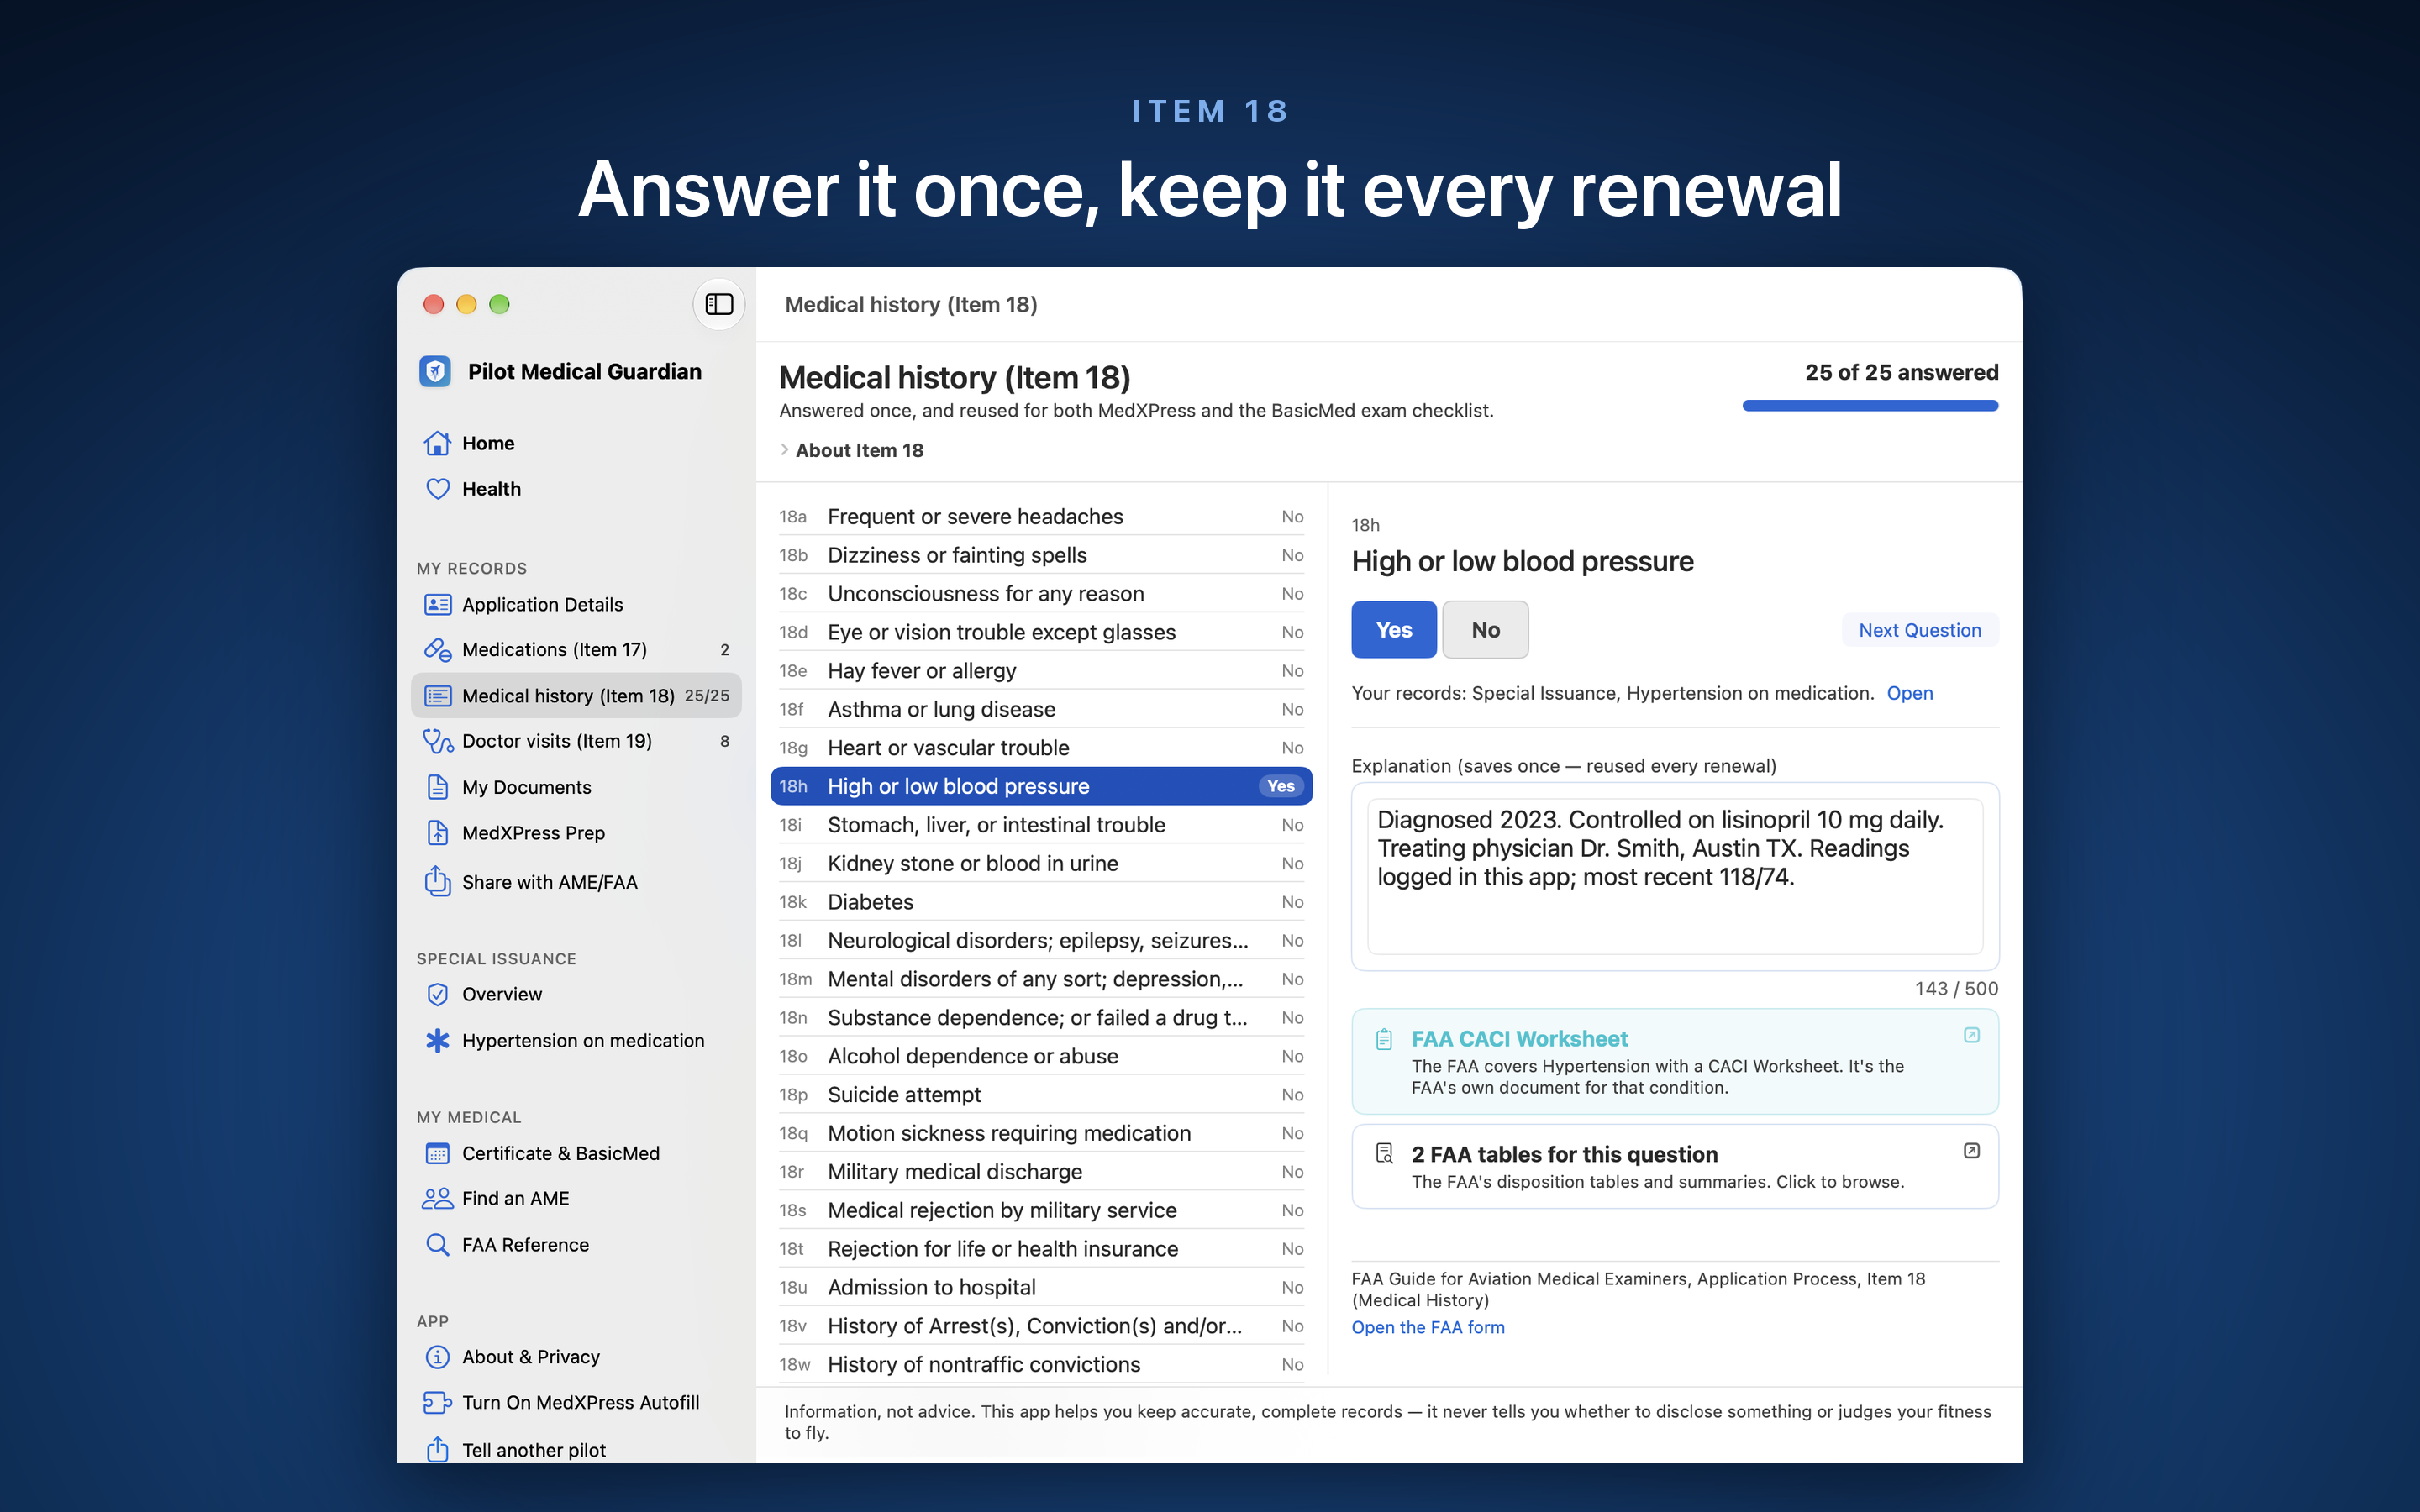 ITEM 18
Answer it once, keep it every renewal
Pilot Medical Guardian
Home
Health
MY RECORDS
Application Details
Medications (Item 17) 2
Medical history (Item 18) 25/25
Doctor visits (Item 19) 8
My Documents
MedXPress Prep
Share with AME/FAA
SPECIAL ISSUANCE
Overview
Hypertension on medication
MY MEDICAL
Certificate & BasicMed
Find an AME
FAA Reference
APP
About & Privacy
Turn On MedXPress Autofill
Tell another pilot
Medical history (Item 18)
Medical history (Item 18)
25 of 25 answered
Answered once, and reused for both MedXPress and the BasicMed exam checklist.
About Item 18
18a Frequent or severe headaches No
18b Dizziness or fainting spells No
18c Unconsciousness for any reason No
18d Eye or vision trouble except glasses No
18e Hay fever or allergy No
18f Asthma or lung disease No
18g Heart or vascular trouble No
18h High or low blood pressure Yes
18i Stomach, liver, or intestinal trouble No
18j Kidney stone or blood in urine No
18k Diabetes No
18l Neurological disorders; epilepsy, seizures... No
18m Mental disorders of any sort; depression,... No
18n Substance dependence; or failed a drug t... No
18o Alcohol dependence or abuse No
18p Suicide attempt No
18q Motion sickness requiring medication No
18r Military medical discharge No
18s Medical rejection by military service No
18t Rejection for life or health insurance No
18u Admission to hospital No
18v History of Arrest(s), Conviction(s) and/or... No
18w History of nontraffic convictions No
18h
High or low blood pressure
Yes No Next Question
Your records: Special Issuance, Hypertension on medication. Open
Explanation (saves once — reused every renewal)
Diagnosed 2023. Controlled on lisinopril 10 mg daily.
Treating physician Dr. Smith, Austin TX. Readings
logged in this app; most recent 118/74.
143 / 500
FAA CACI Worksheet
The FAA covers Hypertension with a CACI Worksheet. It's the
FAA's own document for that condition.
2 FAA tables for this question
The FAA's disposition tables and summaries. Click to browse.
FAA Guide for Aviation Medical Examiners, Application Process, Item 18
(Medical History)
Open the FAA form
Information, not advice. This app helps you keep accurate, complete records — it never tells you whether to disclose something or judges your fitness
to fly.